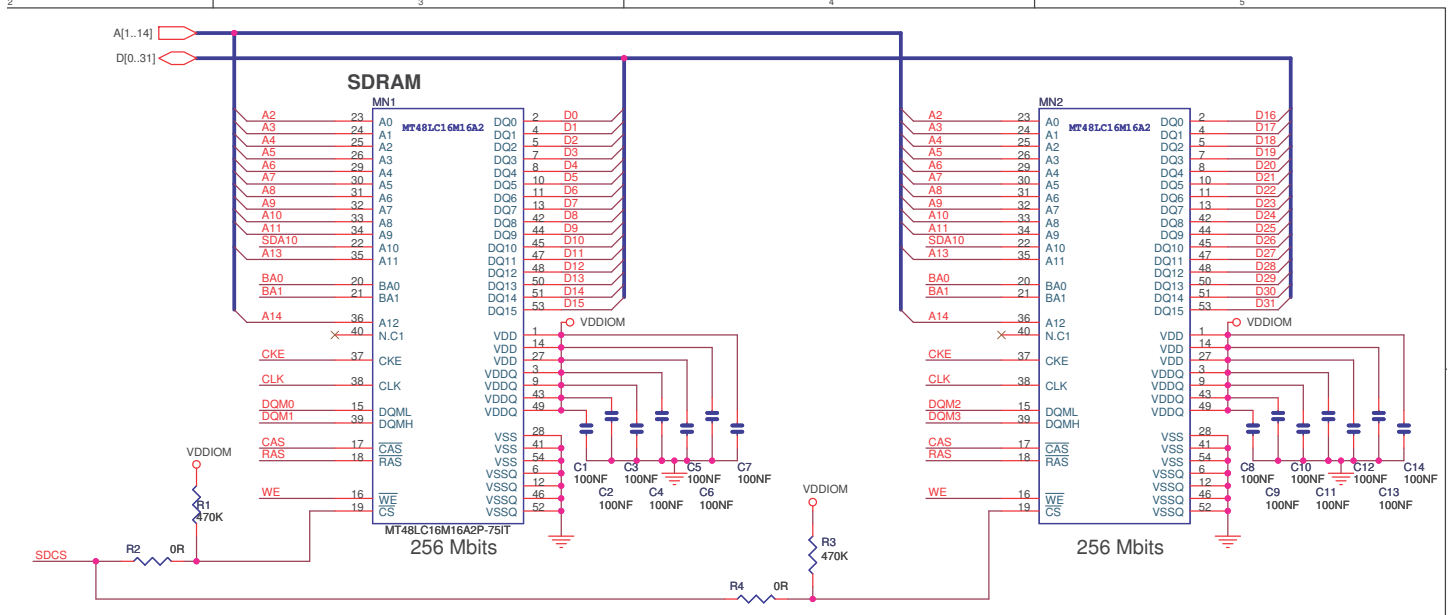 2 3 4 5
A[1..14]
D[0..31]
SDRAM
MN1
MT48LC16M16A2
A2 23 A0 DQ0 2 D0
A3 24 A1 DQ1 4 D1
A4 25 A2 DQ2 5 D2
A5 26 A3 DQ3 7 D3
A6 29 A4 DQ4 8 D4
A7 30 A5 DQ5 10 D5
A8 31 A6 DQ6 11 D6
A9 32 A7 DQ7 13 D7
A10 33 A8 DQ8 42 D8
A11 34 A9 DQ9 44 D9
SDA10 22 A10 DQ10 45 D10
A13 35 A11 DQ11 47 D11
DQ12 48 D12
BA0 20 BA0 DQ13 50 D13
BA1 21 BA1 DQ14 51 D14
DQ15 53 D15
A14 36 A12 VDDIOM
40 N.C1 VDD 1
VDD 14
CKE 37 CKE VDD 27
VDDQ 3
CLK 38 CLK VDDQ 9
VDDQ 43
DQM0 15 DQML VDDQ 49
DQM1 39 DQMH
VSS 28
CAS 17 CAS VSS 41
RAS 18 RAS VSS 54
VSSQ 6
VSSQ 12
WE 16 WE VSSQ 46
19 CS VSSQ 52
C1 C3 C5 C7
100NF 100NF 100NF 100NF
C2 C4 C6
100NF 100NF 100NF
MT48LC16M16A2P-75IT
256 Mbits
VDDIOM
R1
470K
SDCS
R2 0R
VDDIOM
R3
470K
R4 0R
MN2
MT48LC16M16A2
A2 23 A0 DQ0 2 D16
A3 24 A1 DQ1 4 D17
A4 25 A2 DQ2 5 D18
A5 26 A3 DQ3 7 D19
A6 29 A4 DQ4 8 D20
A7 30 A5 DQ5 10 D21
A8 31 A6 DQ6 11 D22
A9 32 A7 DQ7 13 D23
A10 33 A8 DQ8 42 D24
A11 34 A9 DQ9 44 D25
SDA10 22 A10 DQ10 45 D26
A13 35 A11 DQ11 47 D27
DQ12 48 D28
BA0 20 BA0 DQ13 50 D29
BA1 21 BA1 DQ14 51 D30
DQ15 53 D31
A14 36 A12 VDDIOM
40 N.C1 VDD 1
VDD 14
CKE 37 CKE VDD 27
VDDQ 3
CLK 38 CLK VDDQ 9
VDDQ 43
DQM2 15 DQML VDDQ 49
DQM3 39 DQMH
VSS 28
CAS 17 CAS VSS 41
RAS 18 RAS VSS 54
VSSQ 6
VSSQ 12
WE 16 WE VSSQ 46
19 CS VSSQ 52
C8 C10 C12 C14
100NF 100NF 100NF 100NF
C9 C11 C13
100NF 100NF 100NF
256 Mbits